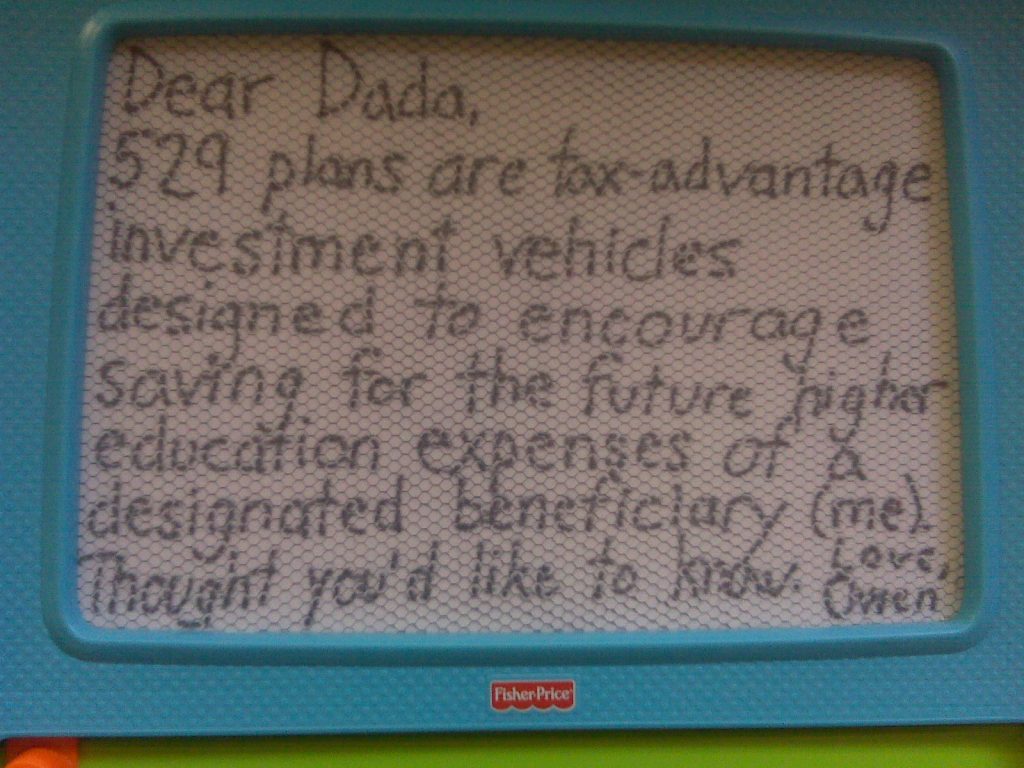 Dear Dada,
529 plans are tax-advantage
investment vehicles
designed to encourage
saving for the future higher
education expenses of a
designated beneficiary (me).
Thought you'd like to know.
Love,
Owen
Fisher-Price